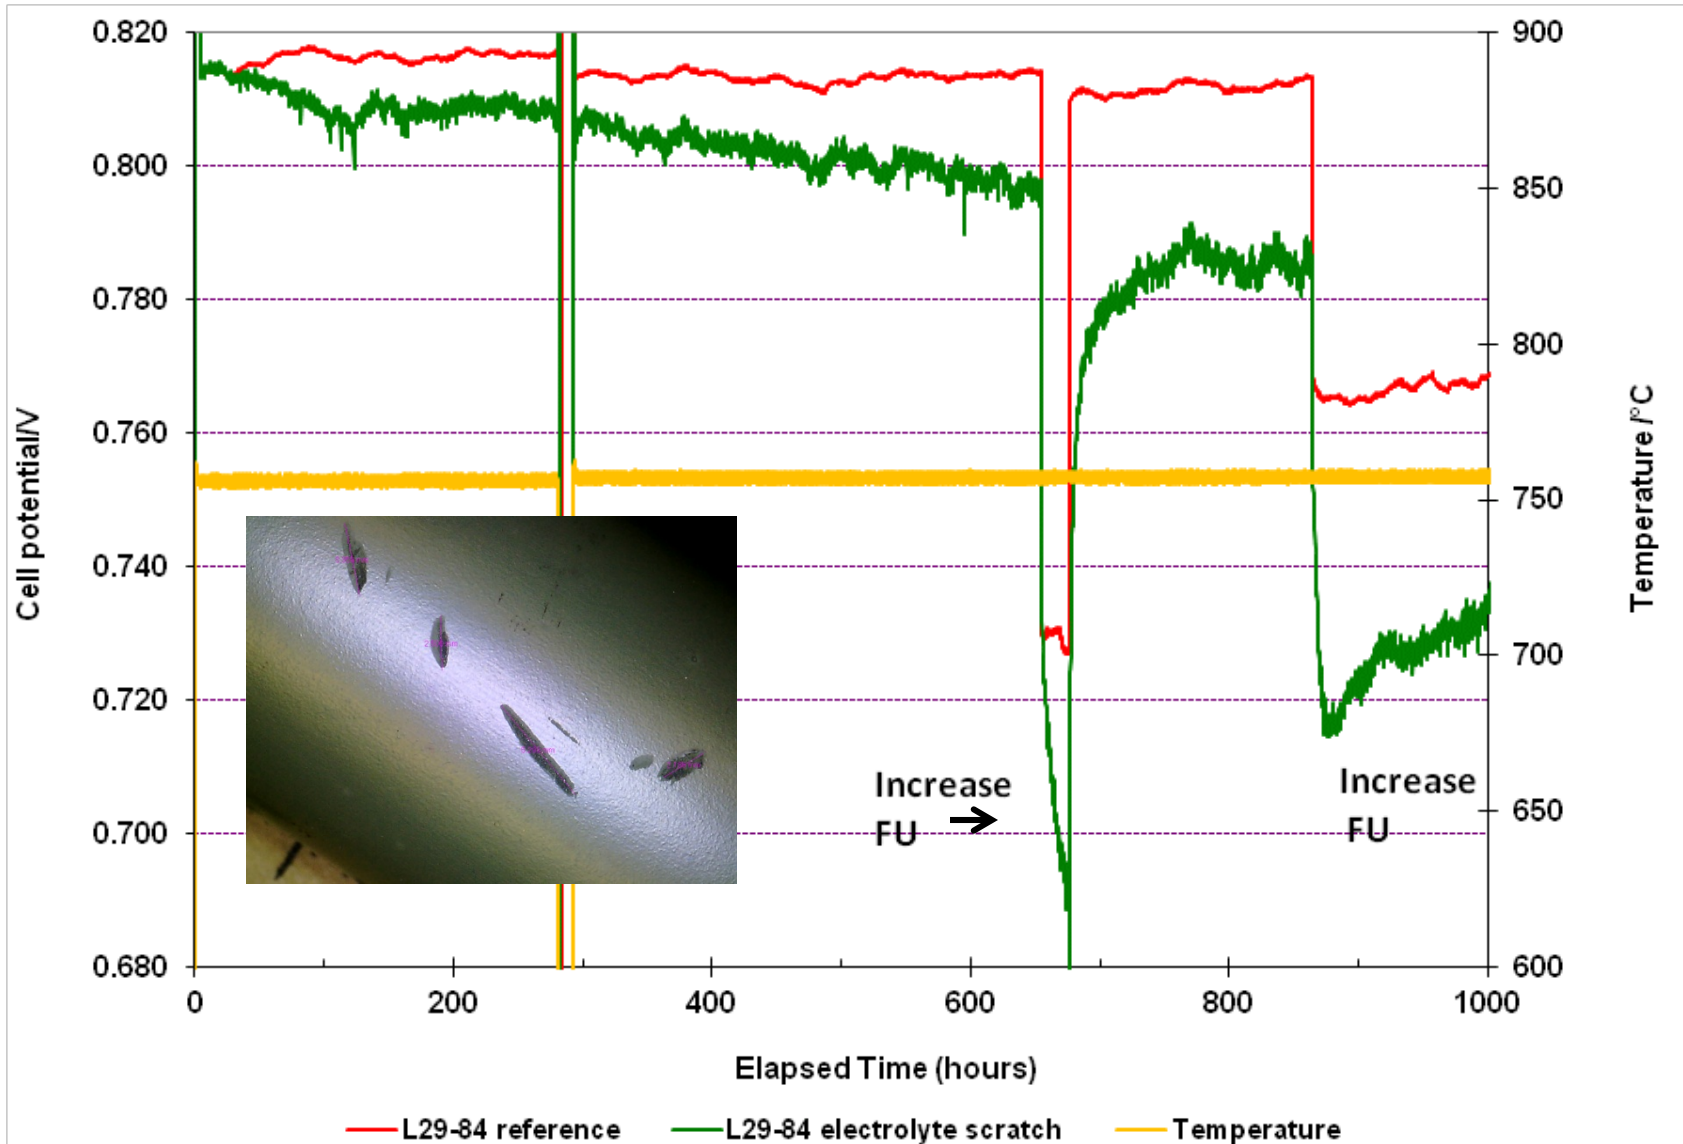 0.820
0.800
0.780
0.760
0.740
0.720
0.700
0.680
Cell potential/V
900
850
800
750
700
650
600
Temperature /°C
Increase
FU
Increase
FU
0
200
400
600
800
1000
Elapsed Time (hours)
L29-84 reference
L29-84 electrolyte scratch
Temperature